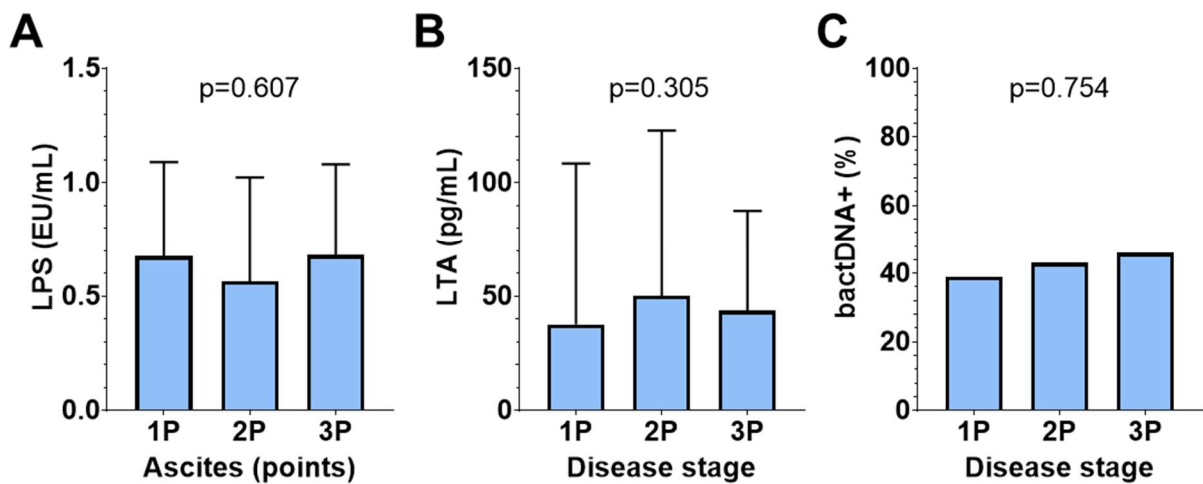 A
p=0.607
LPS (EU/mL)
1.5
1.0
0.5
0.0
1P 2P 3P
Ascites (points)
B
p=0.305
LTA (pg/mL)
150
100
50
0
1P 2P 3P
Disease stage
C
p=0.754
bactDNA+ (%)
100
80
60
40
20
0
1P 2P 3P
Disease stage